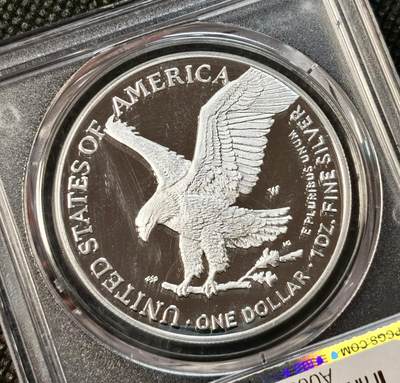 UNITED STATES OF AMERICA
E PLURIBUS UNUM
· ONE DOLLAR · 1 OZ. FINE SILVER
PCGS.COM